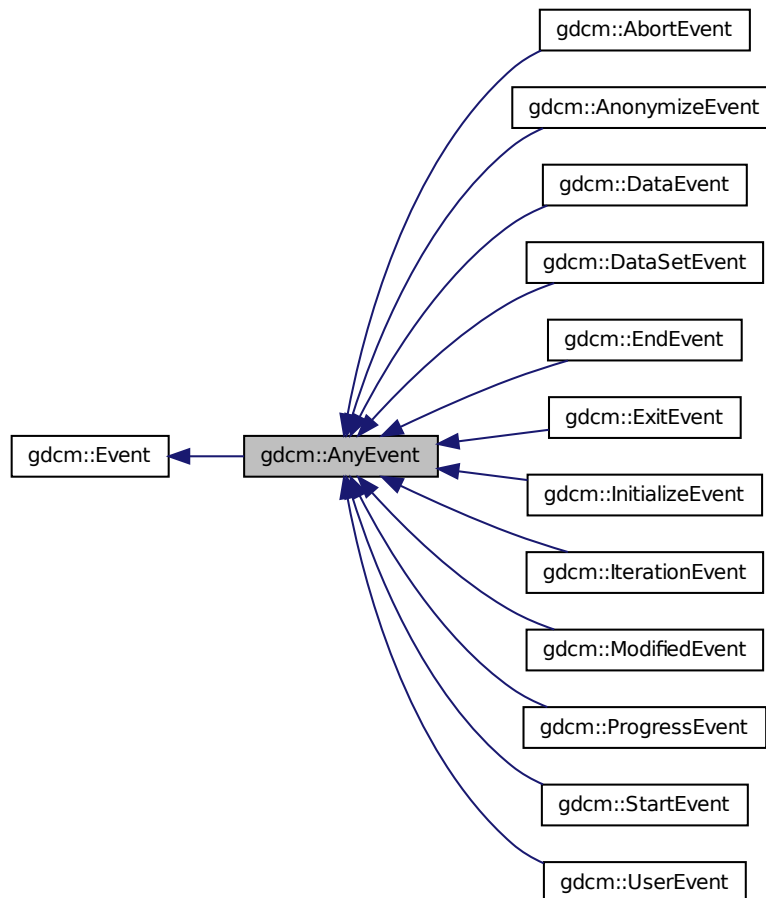 gdcm::AbortEvent
gdcm::AnonymizeEvent
gdcm::DataEvent
gdcm::DataSetEvent
gdcm::EndEvent
gdcm::ExitEvent
gdcm::Event
gdcm::AnyEvent
gdcm::InitializeEvent
gdcm::IterationEvent
gdcm::ModifiedEvent
gdcm::ProgressEvent
gdcm::StartEvent
gdcm::UserEvent